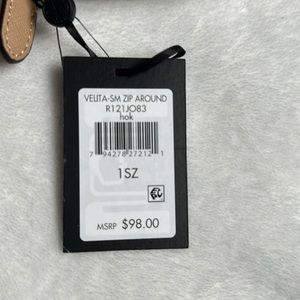 VELITA-SM ZIP AROUND
R121JO83
hok
7 94278 27212 1
1SZ
MSRP $98.00